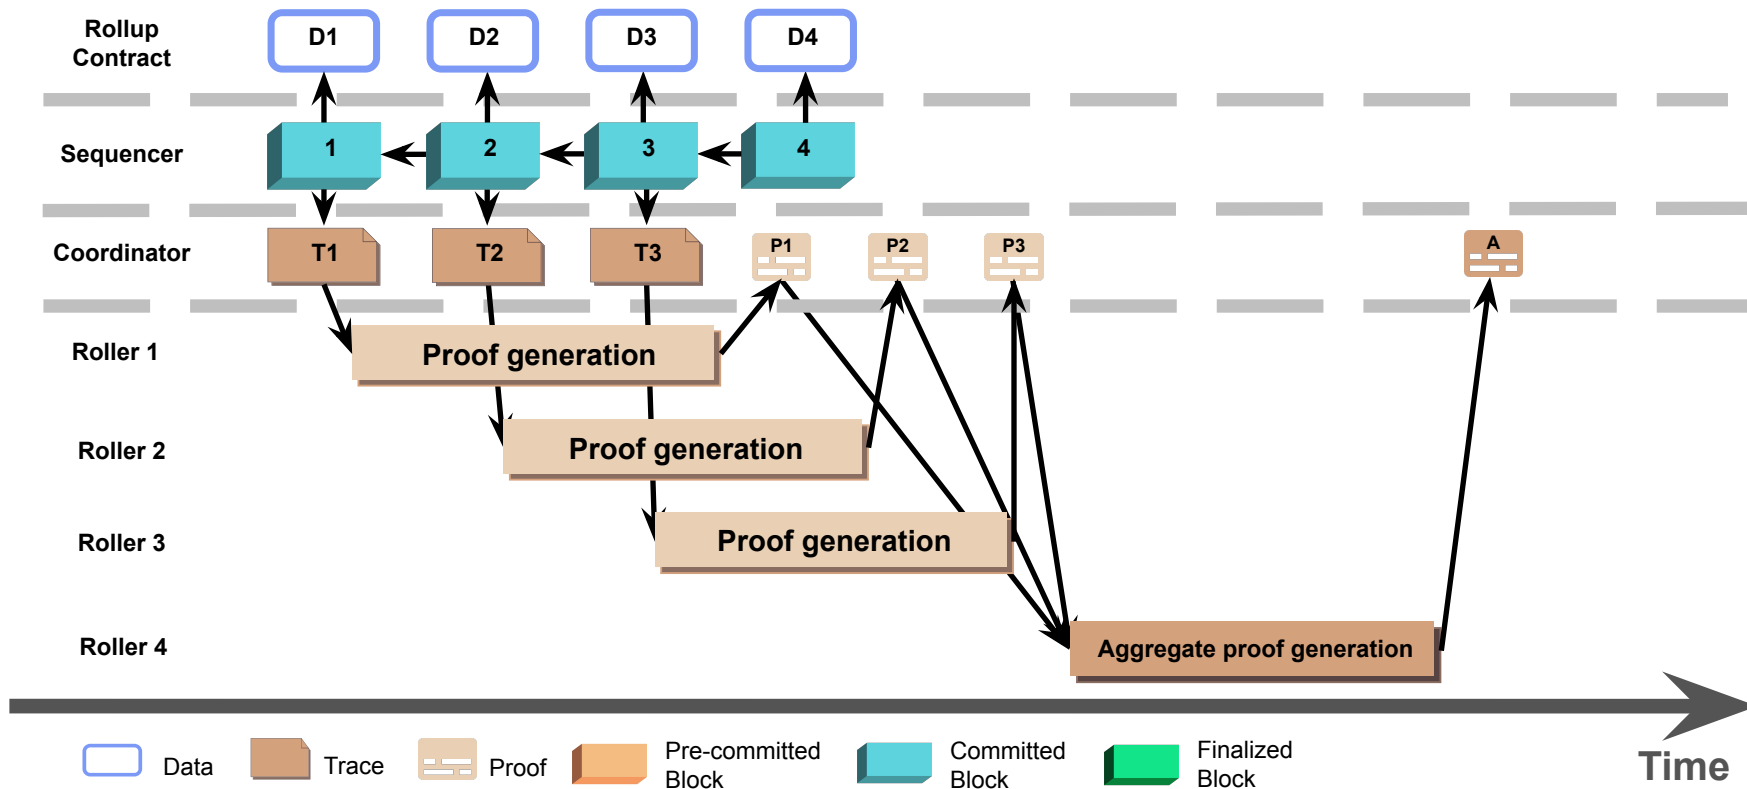 Rollup
Contract
D1
D2
D3
D4
Sequencer
1
2
3
4
Coordinator
T1
T2
T3
P1
P2
P3
A
Roller 1
Proof generation
Roller 2
Proof generation
Roller 3
Proof generation
Roller 4
Aggregate proof generation
Data
Trace
Proof
Pre-committed
Block
Committed
Block
Finalized
Block
Time